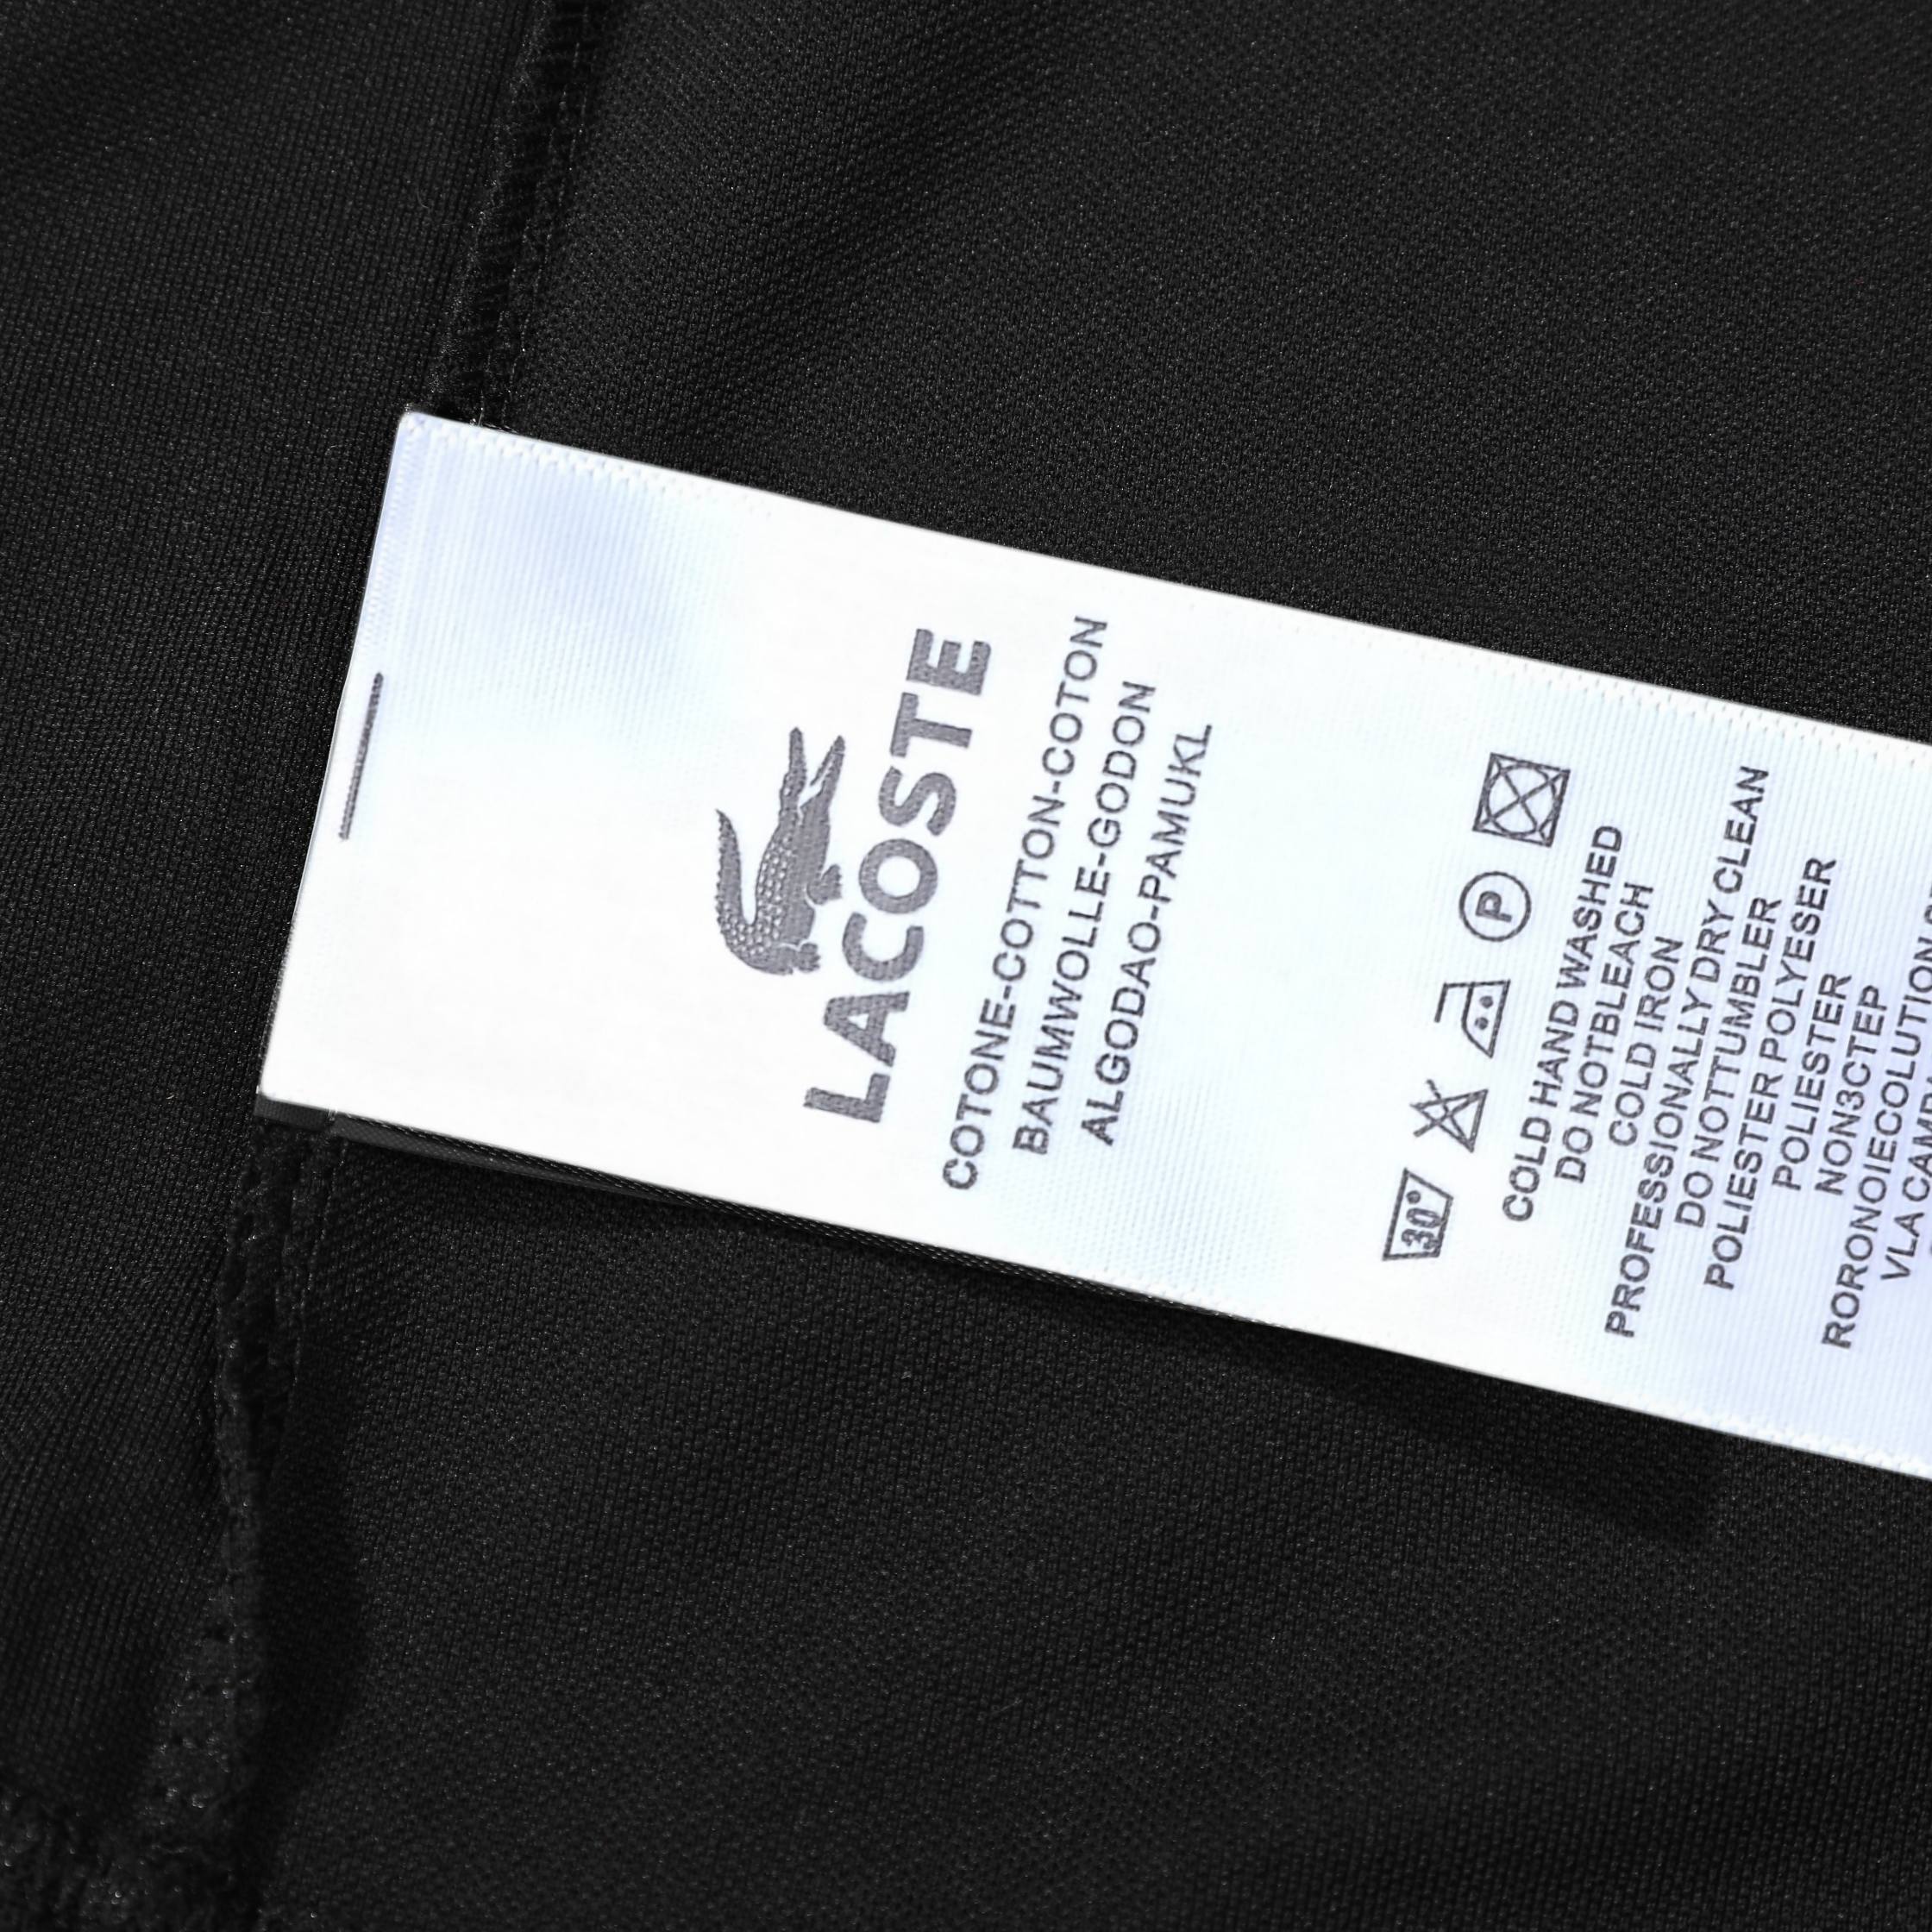 LACOSTE
COTONE-COTTON-COTON
BAUMWOLLE-GODON
ALGODAO-PAMUKL
30° P
COLD HAND WASHED
DO NOTBLEACH
COLD IRON
PROFESSIONALLY DRY CLEAN
DO NOTTUMBLER
POLIESTER POLYESER
POLIESTER
NON3CTEP
RORONOIECOLUTION